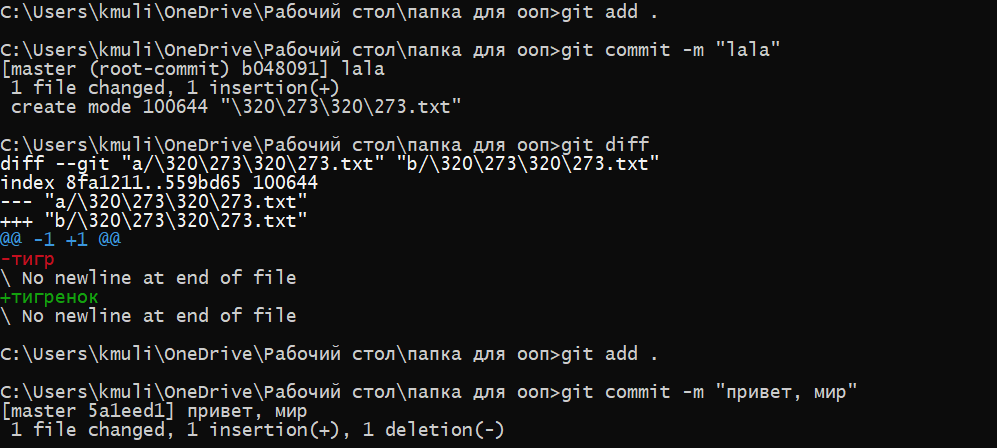 C:\Users\kmuli\OneDrive\Рабочий стол\папка для ооп>git add .
C:\Users\kmuli\OneDrive\Рабочий стол\папка для ооп>git commit -m "lala"
[master (root-commit) b048091] lala
 1 file changed, 1 insertion(+)
 create mode 100644 "\320\273\320\273.txt"
C:\Users\kmuli\OneDrive\Рабочий стол\папка для ооп>git diff
diff --git "a/\320\273\320\273.txt" "b/\320\273\320\273.txt"
index 8fa1211..559bd65 100644
--- "a/\320\273\320\273.txt"
+++ "b/\320\273\320\273.txt"
@@ -1 +1 @@
-тигр
\ No newline at end of file
+тигренок
\ No newline at end of file
C:\Users\kmuli\OneDrive\Рабочий стол\папка для ооп>git add .
C:\Users\kmuli\OneDrive\Рабочий стол\папка для ооп>git commit -m "привет, мир"
[master 5a1eed1] привет, мир
 1 file changed, 1 insertion(+), 1 deletion(-)